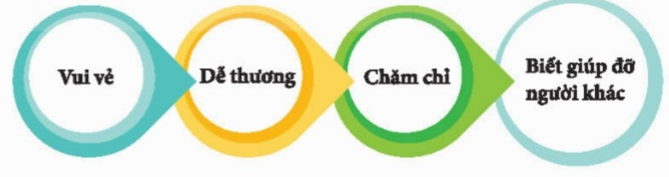 Vui vẻ
Dễ thương
Chăm chỉ
Biết giúp đỡ
người khác